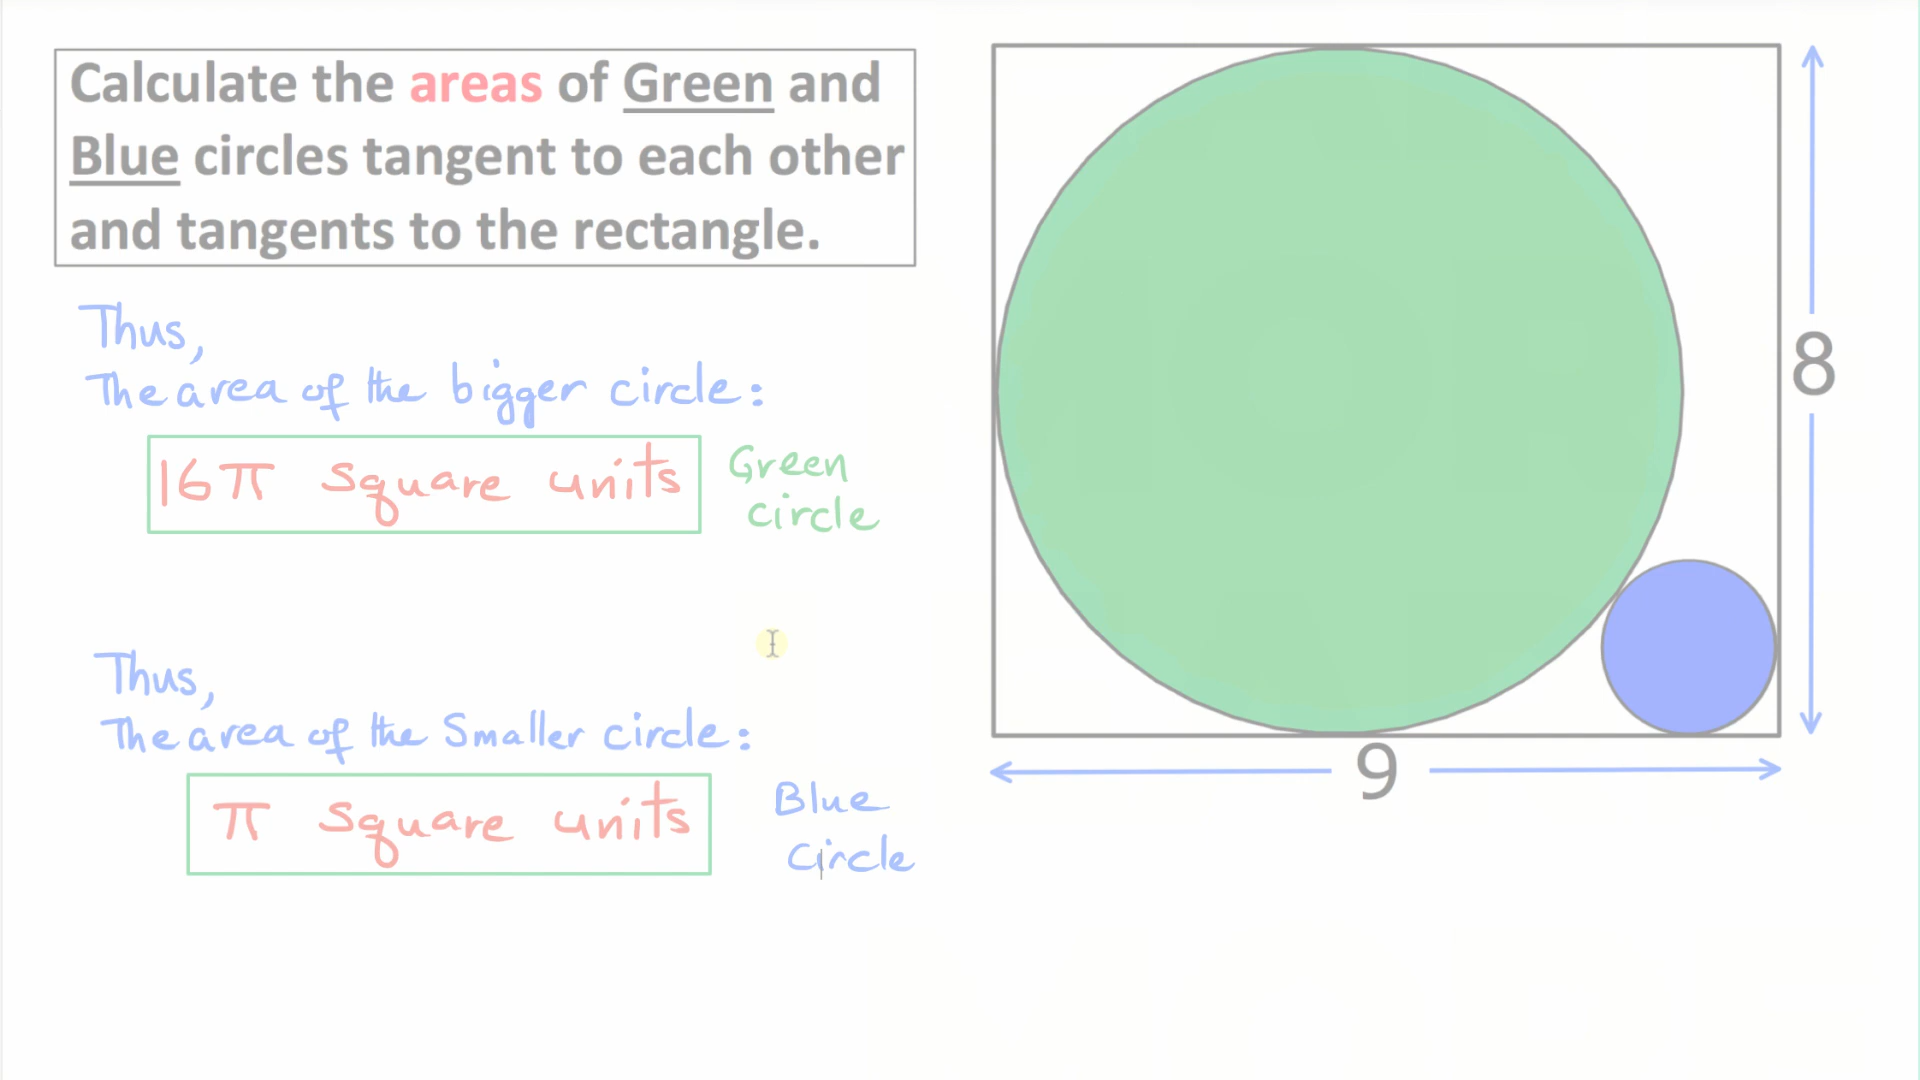 Calculate the areas of Green and
Blue circles tangent to each other
and tangents to the rectangle.
Thus,
The area of the bigger circle:
16π square units
Green
circle
Thus,
The area of the Smaller circle:
π square units
Blue
circle
8
9